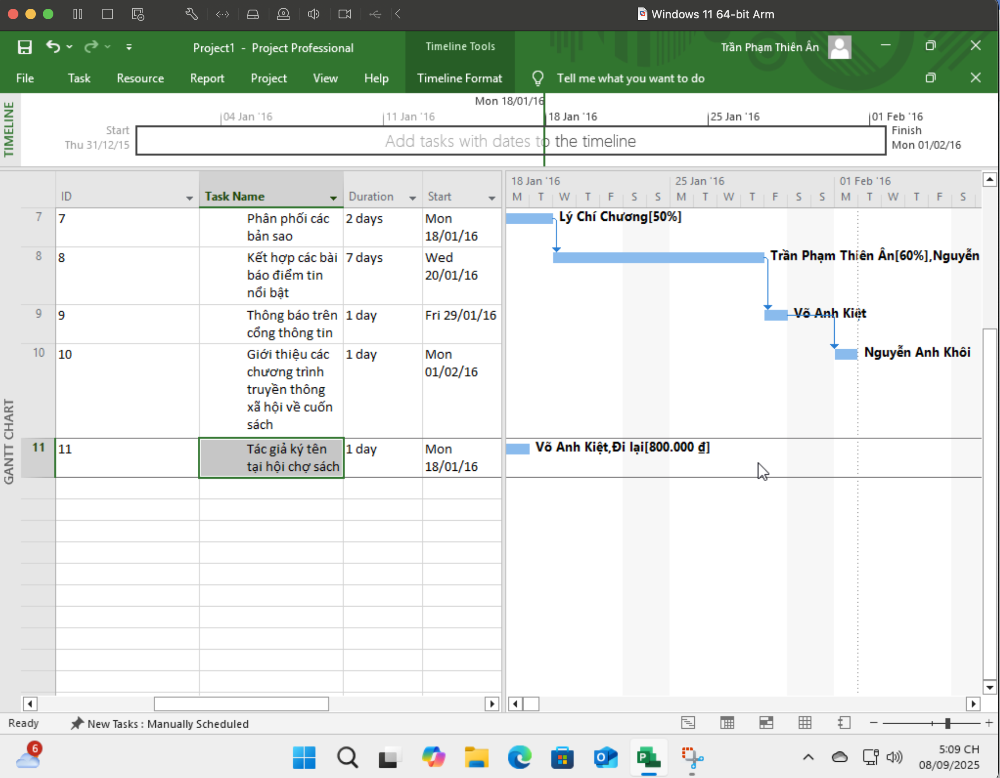 Windows 11 64-bit Arm
Project1 - Project Professional
Timeline Tools
Trần Phạm Thiên Ân
File Task Resource Report Project View Help Timeline Format Tell me what you want to do
TIMELINE
Mon 18/01/16
04 Jan '16 11 Jan '16 18 Jan '16 25 Jan '16 01 Feb '16
Start
Thu 31/12/15
Add tasks with dates to the timeline
Finish
Mon 01/02/16
GANTT CHART
ID Task Name Duration Start
18 Jan '16 25 Jan '16 01 Feb '16
M T W T F S S M T W T F S S M T W T F S
7 7 Phân phối các 2 days Mon
bản sao 18/01/16
Lý Chí Chương[50%]
8 8 Kết hợp các bài 7 days Wed
báo điểm tin 20/01/16
nổi bật
Trần Phạm Thiên Ân[60%],Nguyễn
9 9 Thông báo trên 1 day Fri 29/01/16
cổng thông tin
Võ Anh Kiệt
10 10 Giới thiệu các 1 day Mon
chương trình 01/02/16
truyền thông
xã hội về cuốn
sách
Nguyễn Anh Khôi
11 11 Tác giả ký tên 1 day Mon
tại hội chợ sách 18/01/16
Võ Anh Kiệt,Đi lại[800.000 ₫]
Ready New Tasks : Manually Scheduled
6
5:09 CH
08/09/2025